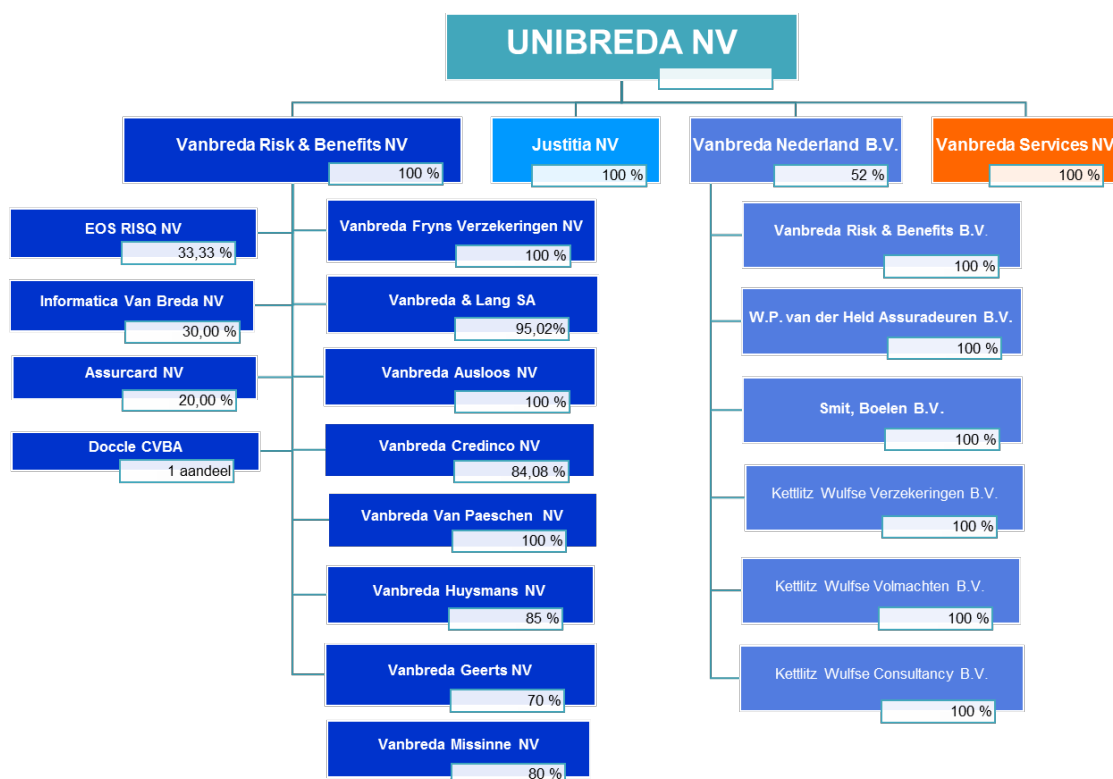 UNIBREDA NV
Vanbreda Risk & Benefits NV
100 %
Justitia NV
100 %
Vanbreda Nederland B.V.
52 %
Vanbreda Services NV
100 %
EOS RISQ NV
33,33 %
Informatica Van Breda NV
30,00 %
Assurcard NV
20,00 %
Doccle CVBA
1 aandeel
Vanbreda Fryns Verzekeringen NV
100 %
Vanbreda & Lang SA
95,02%
Vanbreda Ausloos NV
100 %
Vanbreda Credinco NV
84,08 %
Vanbreda Van Paeschen NV
100 %
Vanbreda Huysmans NV
85 %
Vanbreda Geerts NV
70 %
Vanbreda Missinne NV
80 %
Vanbreda Risk & Benefits B.V.
100 %
W.P. van der Held Assuradeuren B.V.
100 %
Smit, Boelen B.V.
100 %
Kettlitz Wulfse Verzekeringen B.V.
100 %
Kettlitz Wulfse Volmachten B.V.
100 %
Kettlitz Wulfse Consultancy B.V.
100 %